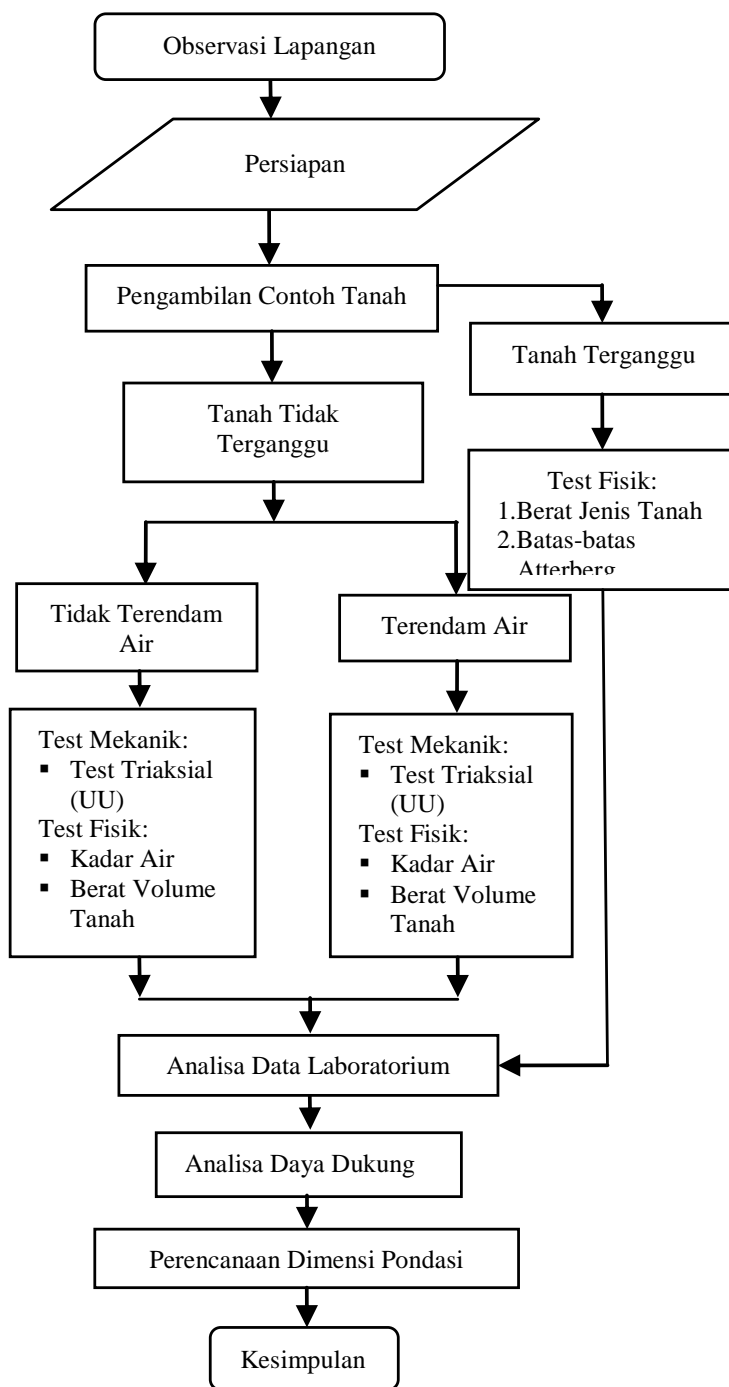 Observasi Lapangan
Persiapan
Pengambilan Contoh Tanah
Tanah Terganggu
Tanah Tidak
Terganggu
Test Fisik:
1.Berat Jenis Tanah
2.Batas-batas
Atterberg
Tidak Terendam
Air
Terendam Air
Test Mekanik:
▪ Test Triaksial
(UU)
Test Fisik:
▪ Kadar Air
▪ Berat Volume
Tanah
Test Mekanik:
▪ Test Triaksial
(UU)
Test Fisik:
▪ Kadar Air
▪ Berat Volume
Tanah
Analisa Data Laboratorium
Analisa Daya Dukung
Perencanaan Dimensi Pondasi
Kesimpulan